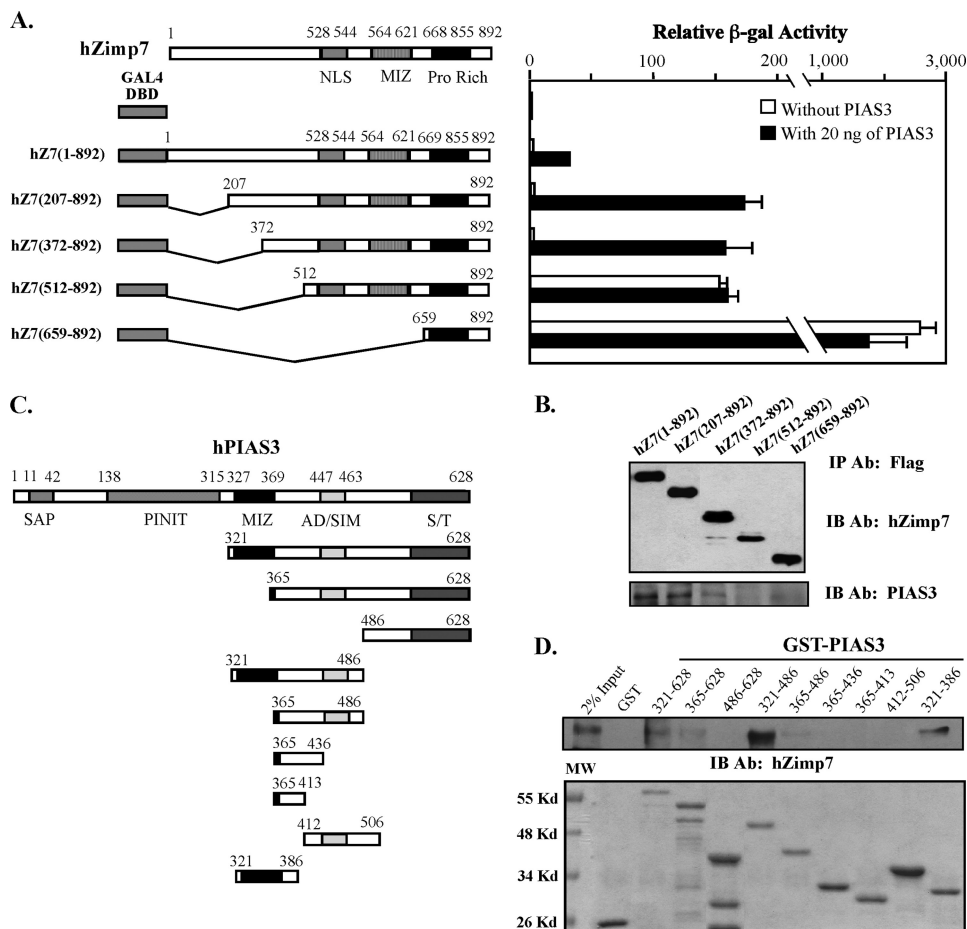 A.
hZimp7
1 528 544 564 621 668 855 892
NLS MIZ Pro Rich
GAL4
DBD
1 528 544 564 621 669 855 892
hZ7(1-892)
207 892
hZ7(207-892)
372 892
hZ7(372-892)
512 892
hZ7(512-892)
659 892
hZ7(659-892)
Relative β-gal Activity
0 100 200 1,000 3,000
Without PIAS3
With 20 ng of PIAS3
C.
hPIAS3
1 11 42 138 315 327 369 447 463 628
SAP PINIT MIZ AD/SIM S/T
321 628
365 628
486 628
321 486
365 486
365 436
365 413
412 506
321 386
B.
hZ7(1-892)
hZ7(207-892)
hZ7(372-892)
hZ7(512-892)
hZ7(659-892)
IP Ab: Flag
IB Ab: hZimp7
IB Ab: PIAS3
D.
GST-PIAS3
2% Input
GST
321-628
365-628
486-628
321-486
365-486
365-436
365-413
412-506
321-386
IB Ab: hZimp7
MW
55 Kd
48 Kd
34 Kd
26 Kd